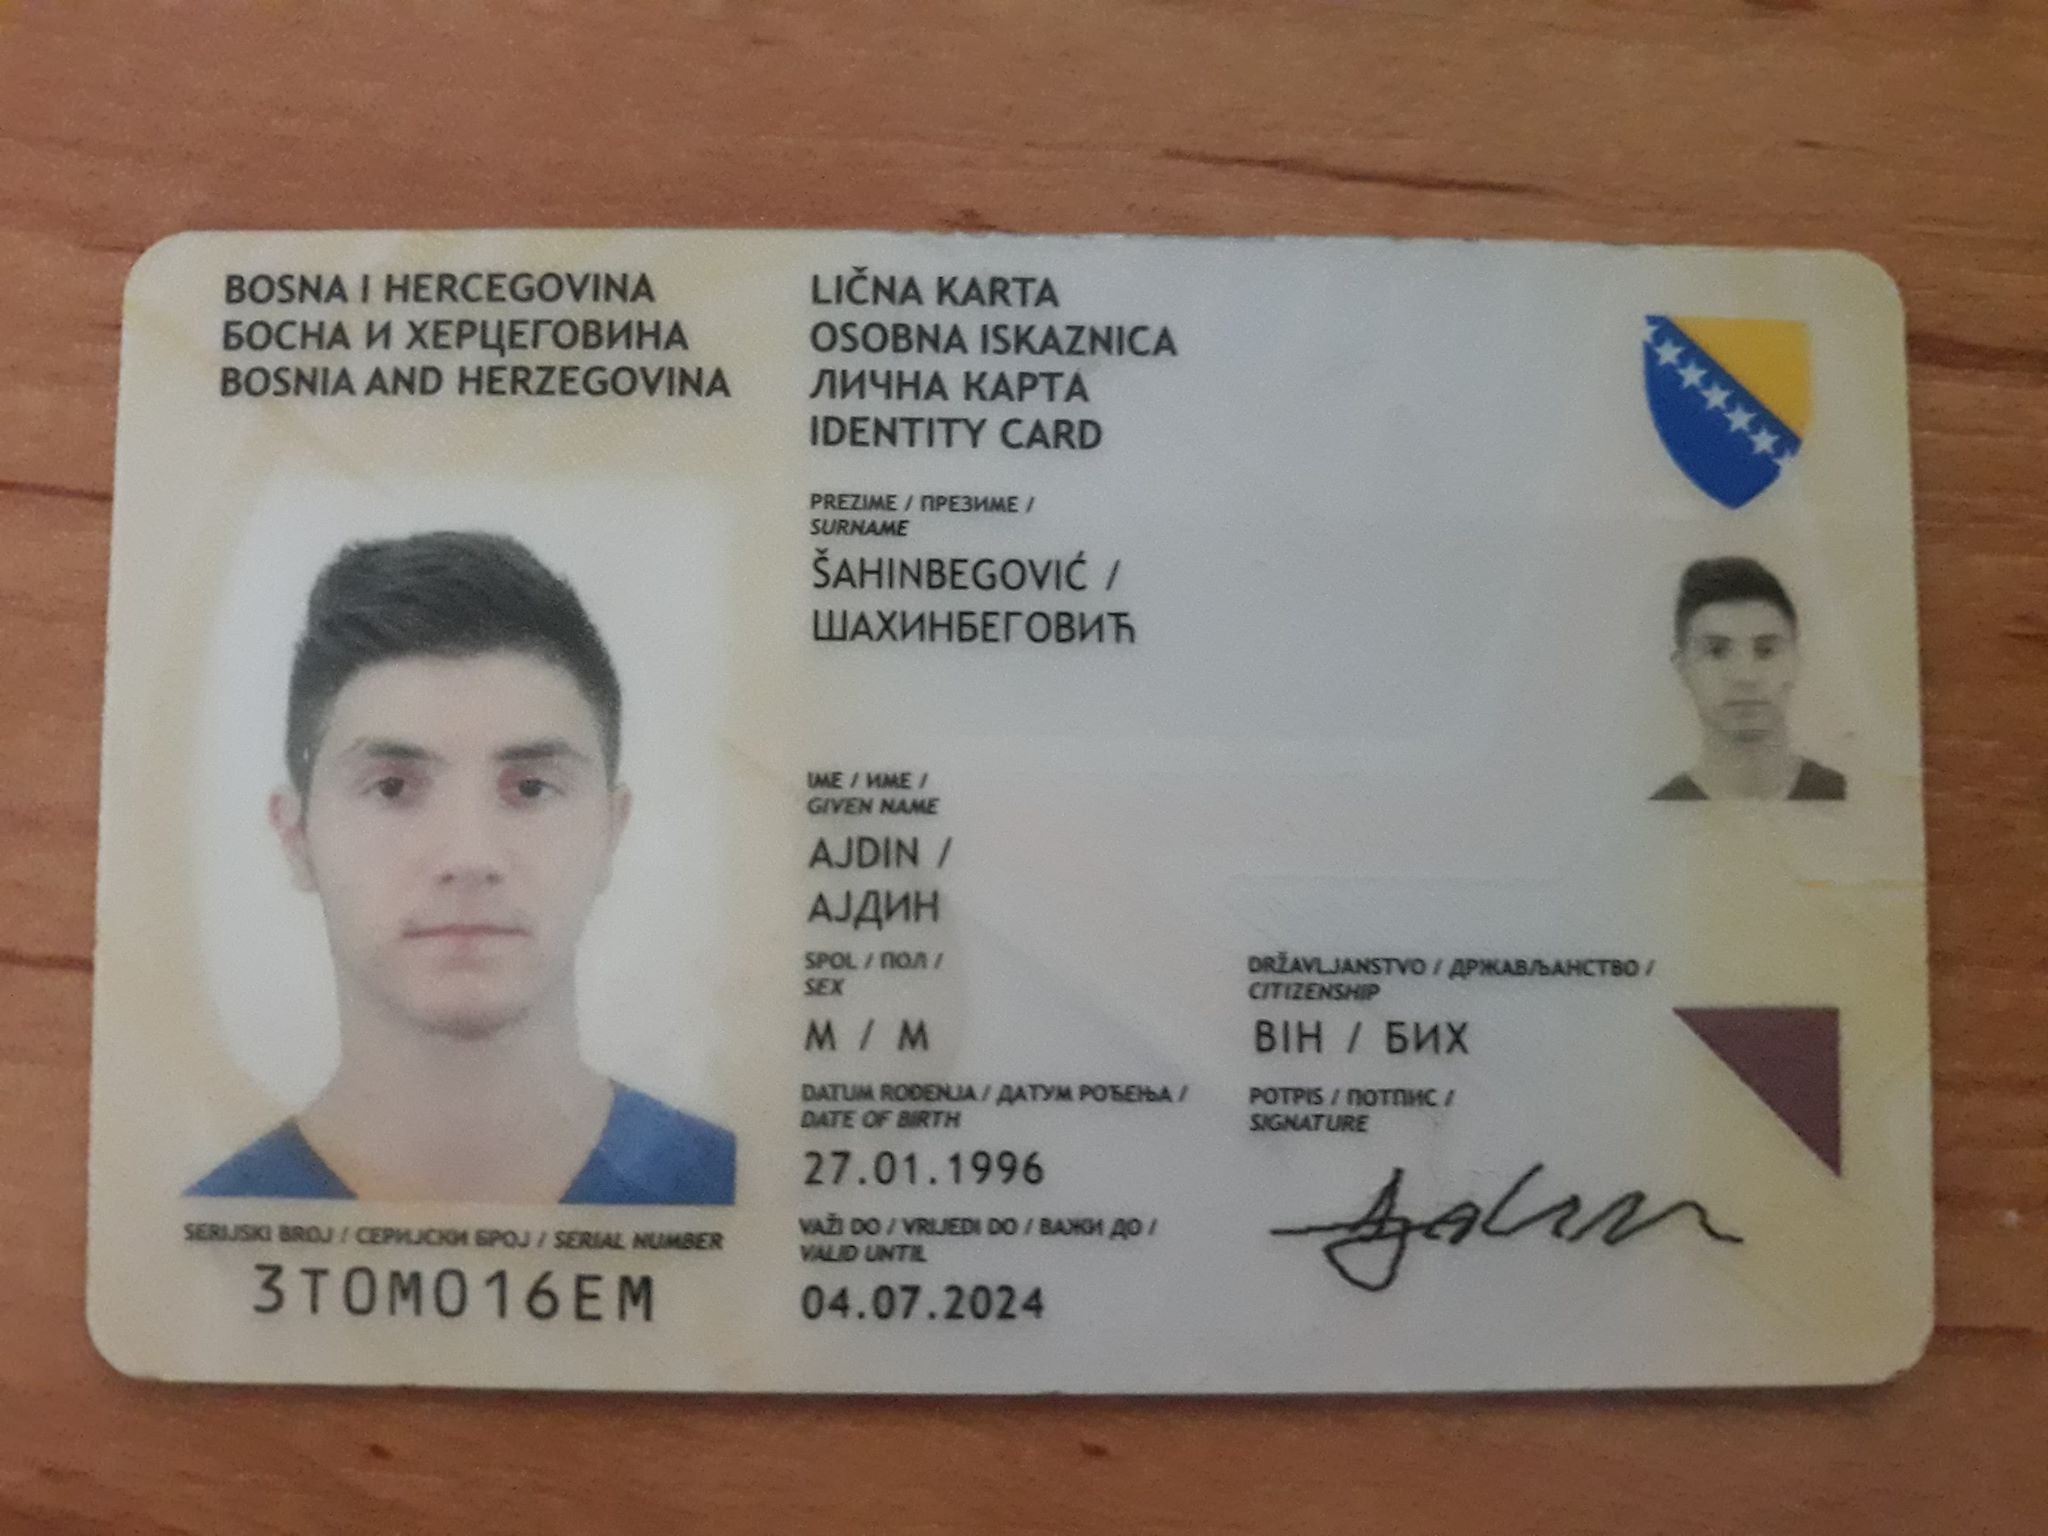 BOSNA I HERCEGOVINA
БОСНА И ХЕРЦЕГОВИНА
BOSNIA AND HERZEGOVINA
LIČNA KARTA
OSOBNA ISKAZNICA
ЛИЧНА КАРТА
IDENTITY CARD
PREZIME / ПРЕЗИМЕ /
SURNAME
ŠAHINBEGOVIĆ /
ШАХИНБЕГОВИЋ
IME / ИМЕ /
GIVEN NAME
AJDIN /
АЈДИН
SPOL / ПОЛ /
SEX
M / М
DRŽAVLJANSTVO / ДРЖАВЉАНСТВО /
CITIZENSHIP
BIH / БИХ
DATUM ROĐENJA / ДАТУМ РОЂЕЊА /
DATE OF BIRTH
27.01.1996
POTPIS / ПОТПИС /
SIGNATURE
VAŽI DO / VRIJEDI DO / ВАЖИ ДО /
VALID UNTIL
04.07.2024
SERIJSKI BROJ / СЕРИЈСКИ БРОЈ / SERIAL NUMBER
3T0M016EM